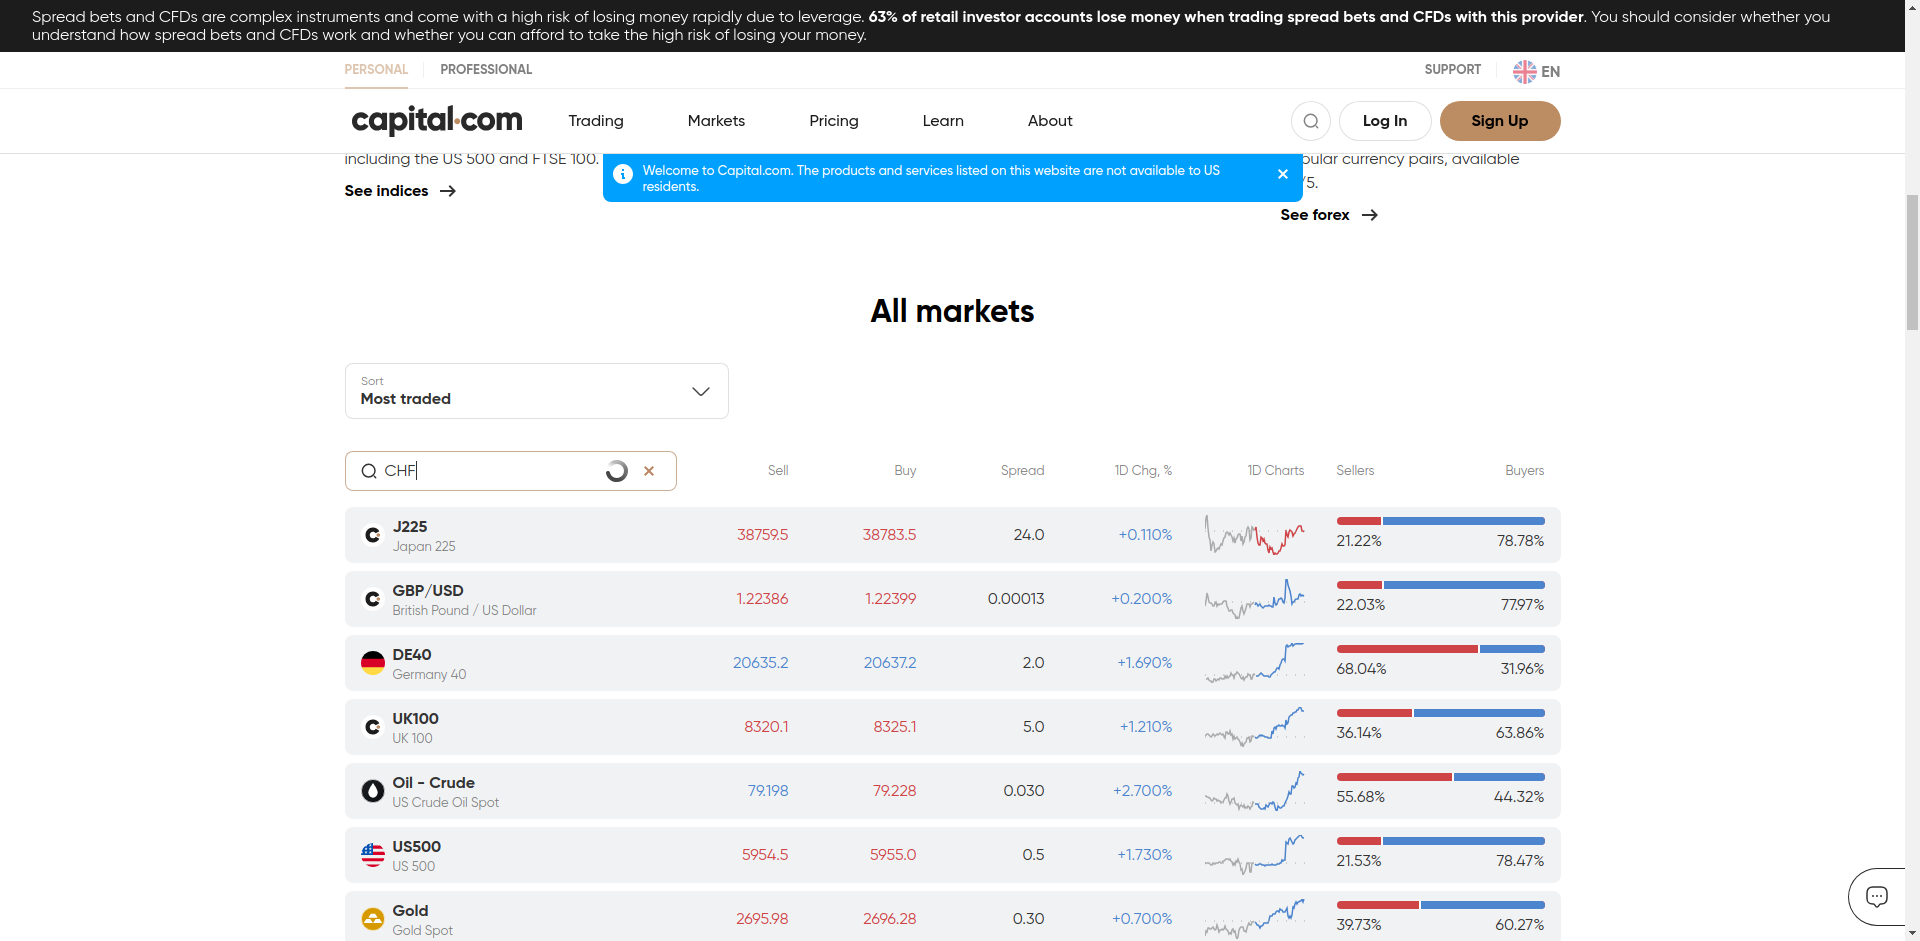 Spread bets and CFDs are complex instruments and come with a high risk of losing money rapidly due to leverage. 63% of retail investor accounts lose money when trading spread bets and CFDs with this provider. You should consider whether you
understand how spread bets and CFDs work and whether you can afford to take the high risk of losing your money.
PERSONAL PROFESSIONAL SUPPORT EN
capital.com Trading Markets Pricing Learn About Log In Sign Up
including the US 500 and FTSE 100.
See indices
Welcome to Capital.com. The products and services listed on this website are not available to US
residents.
pular currency pairs, available
/5.
See forex
All markets
Sort
Most traded
CHF Sell Buy Spread 1D Chg, % 1D Charts Sellers Buyers
J225
Japan 225
38759.5 38783.5 24.0 +0.110% 21.22% 78.78%
GBP/USD
British Pound / US Dollar
1.22386 1.22399 0.00013 +0.200% 22.03% 77.97%
DE40
Germany 40
20635.2 20637.2 2.0 +1.690% 68.04% 31.96%
UK100
UK 100
8320.1 8325.1 5.0 +1.210% 36.14% 63.86%
Oil - Crude
US Crude Oil Spot
79.198 79.228 0.030 +2.700% 55.68% 44.32%
US500
US 500
5954.5 5955.0 0.5 +1.730% 21.53% 78.47%
Gold
Gold Spot
2695.98 2696.28 0.30 +0.700% 39.73% 60.27%